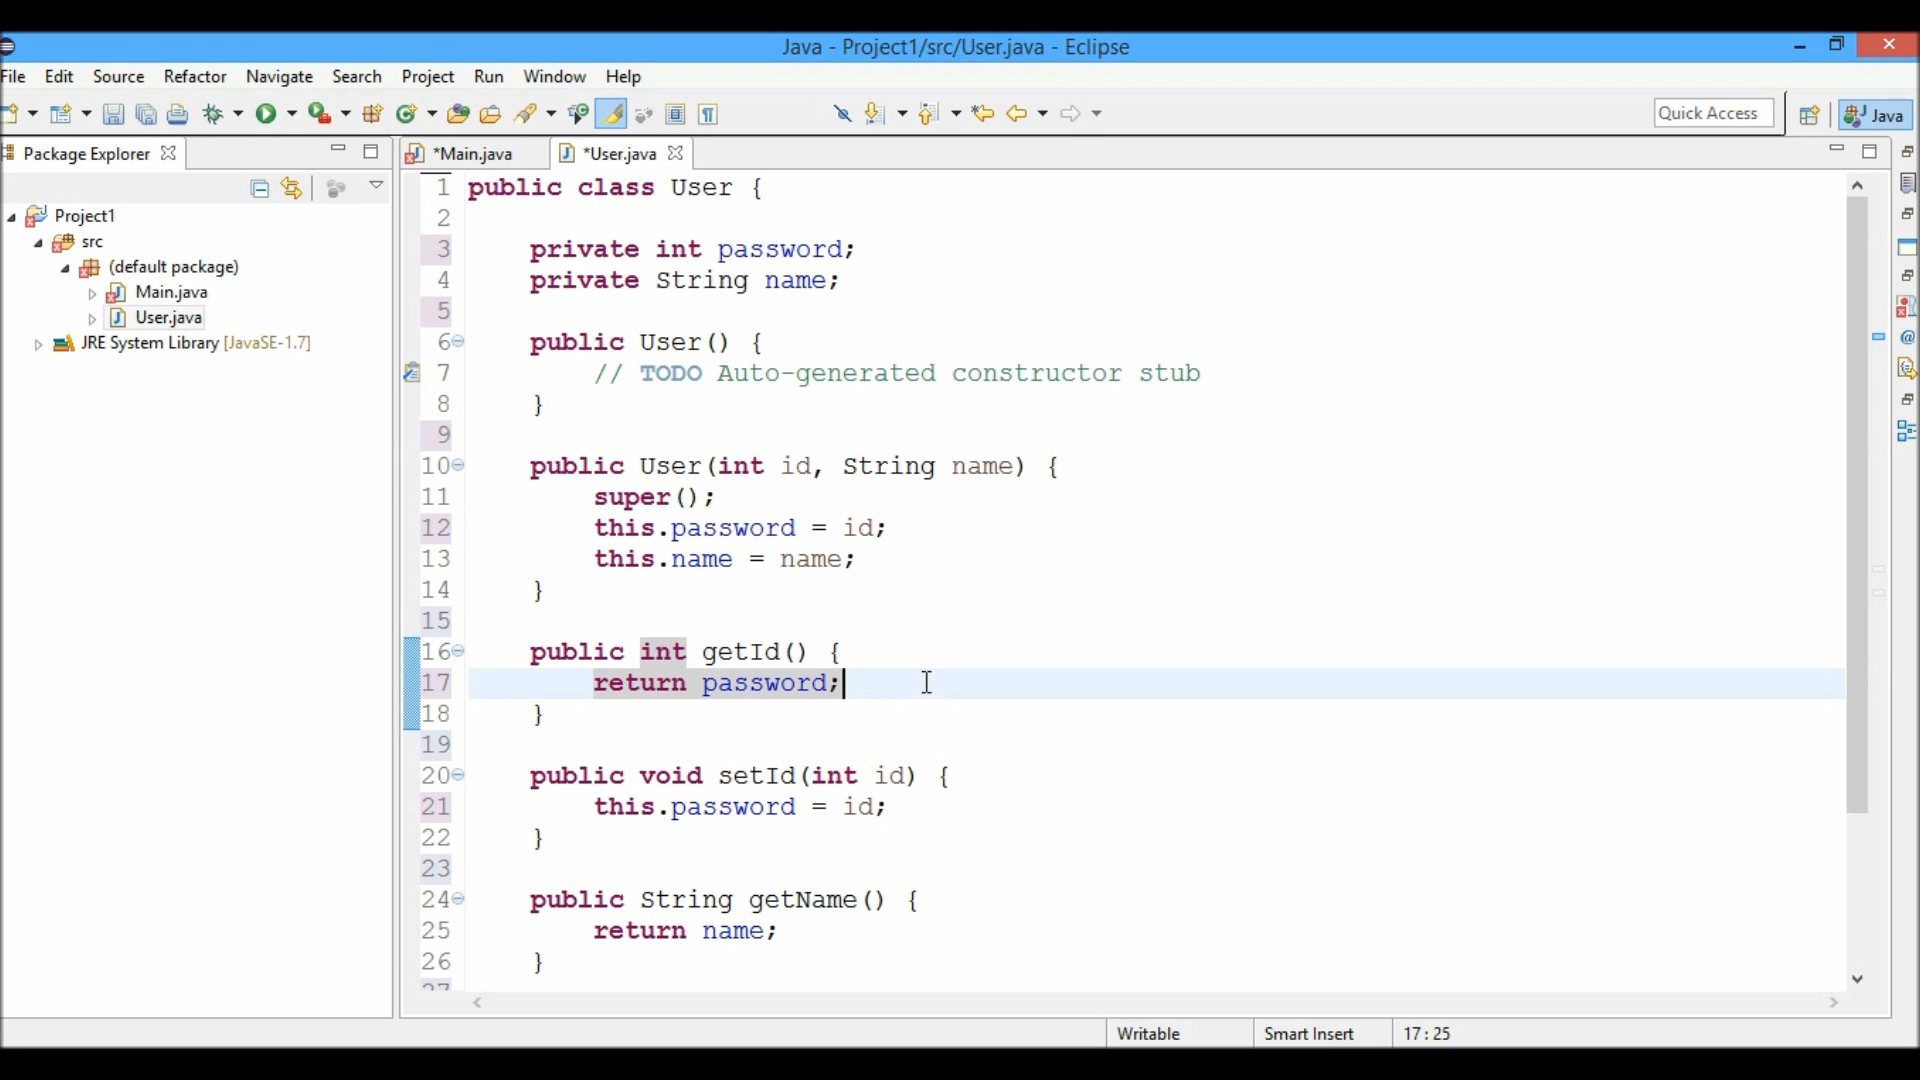 Java - Project1/src/User.java - Eclipse
File Edit Source Refactor Navigate Search Project Run Window Help
Quick Access
Java
Package Explorer
*Main.java
*User.java
Project1
src
(default package)
Main.java
User.java
JRE System Library [JavaSE-1.7]
1 public class User {
2
3 private int password;
4 private String name;
5
6 public User() {
7 // TODO Auto-generated constructor stub
8 }
9
10 public User(int id, String name) {
11 super();
12 this.password = id;
13 this.name = name;
14 }
15
16 public int getId() {
17 return password;
18 }
19
20 public void setId(int id) {
21 this.password = id;
22 }
23
24 public String getName() {
25 return name;
26 }
27
Writable
Smart Insert
17 : 25